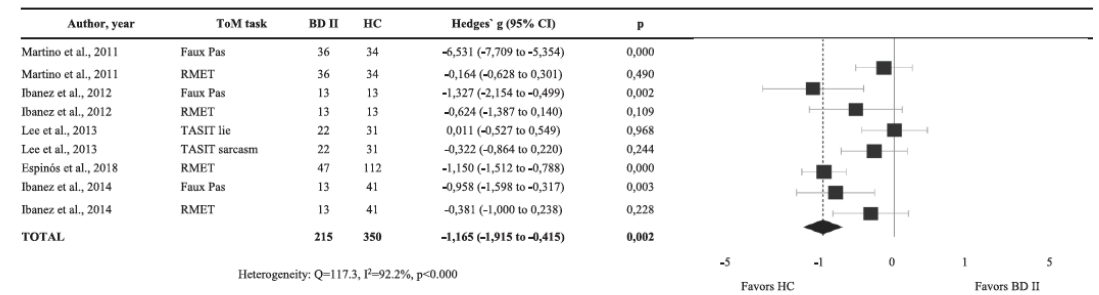 Author, year ToM task BD II HC Hedges` g (95% CI) p
Martino et al., 2011 Faux Pas 36 34 -6,531 (-7,709 to -5,354) 0,000
Martino et al., 2011 RMET 36 34 -0,164 (-0,628 to 0,301) 0,490
Ibanez et al., 2012 Faux Pas 13 13 -1,327 (-2,154 to -0,499) 0,002
Ibanez et al., 2012 RMET 13 13 -0,624 (-1,387 to 0,140) 0,109
Lee et al., 2013 TASIT lie 22 31 0,011 (-0,527 to 0,549) 0,968
Lee et al., 2013 TASIT sarcasm 22 31 -0,322 (-0,864 to 0,220) 0,244
Espinós et al., 2018 RMET 47 112 -1,150 (-1,512 to -0,788) 0,000
Ibanez et al., 2014 Faux Pas 13 41 -0,958 (-1,598 to -0,317) 0,003
Ibanez et al., 2014 RMET 13 41 -0,381 (-1,000 to 0,238) 0,228
TOTAL 215 350 -1,165 (-1,915 to -0,415) 0,002
-5 -1 0 1 5
Heterogeneity: Q=117.3, I²=92.2%, p<0.000
Favors HC Favors BD II